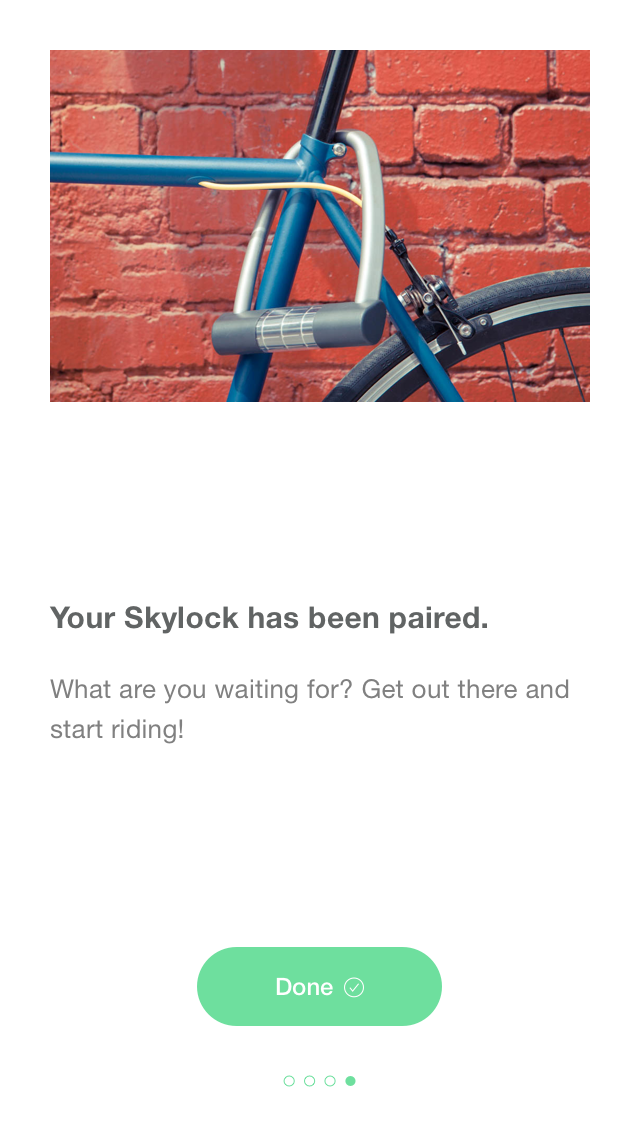 Your Skylock has been paired.
What are you waiting for? Get out there and
start riding!
Done